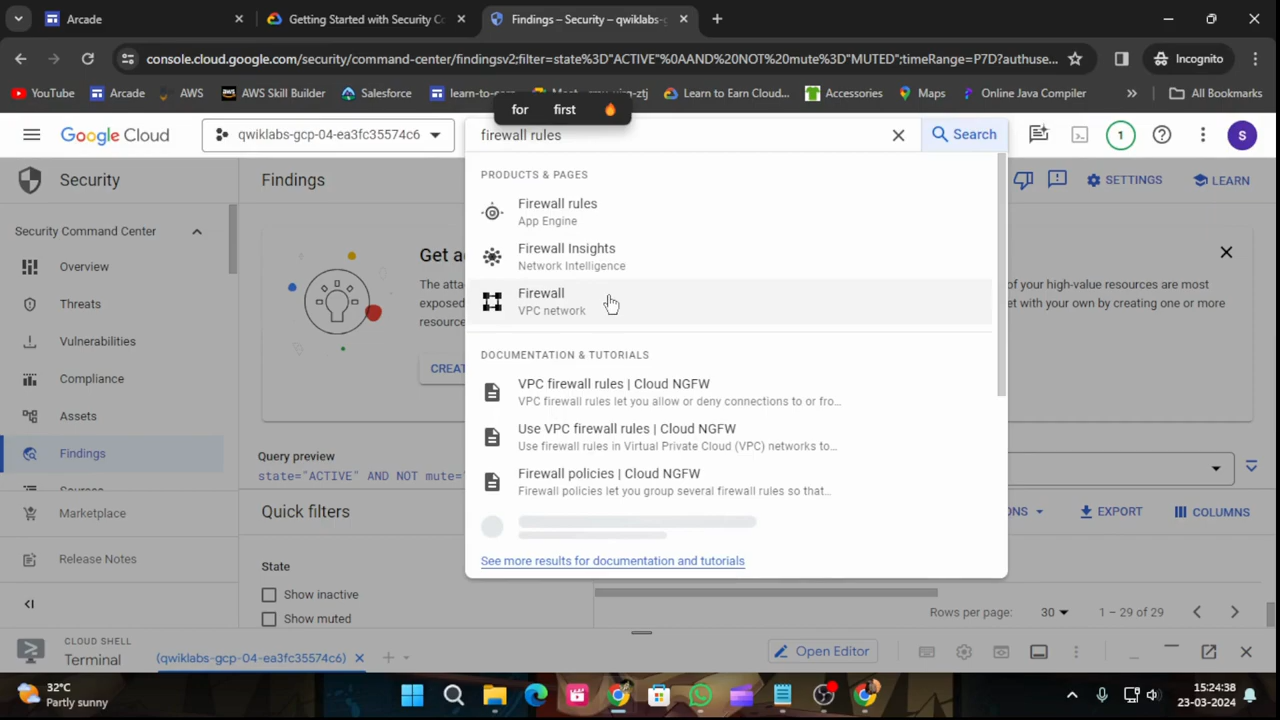 Arcade
Getting Started with Security Co
Findings – Security – qwiklabs-g
console.cloud.google.com/security/command-center/findingsv2;filter=state%3D"ACTIVE"%0AAND%20NOT%20mute%3D"MUTED";timeRange=P7D?authuse...
Incognito
YouTube
Arcade
AWS
AWS Skill Builder
Salesforce
Learn to Earn Cloud...
Accessories
Maps
Online Java Compiler
»
All Bookmarks
for first 🔥
Google Cloud
qwiklabs-gcp-04-ea3fc35574c6
firewall rules
Search
1
S
Security
Findings
SETTINGS
LEARN
PRODUCTS & PAGES
Firewall rules
App Engine
Firewall Insights
Network Intelligence
Firewall
VPC network
DOCUMENTATION & TUTORIALS
VPC firewall rules | Cloud NGFW
VPC firewall rules let you allow or deny connections to or fro...
Use VPC firewall rules | Cloud NGFW
Use firewall rules in Virtual Private Cloud (VPC) networks to...
Firewall policies | Cloud NGFW
Firewall policies let you group several firewall rules so that...
See more results for documentation and tutorials
Security Command Center
Overview
Threats
Vulnerabilities
Compliance
Assets
Findings
Marketplace
Release Notes
Get a
The atta
exposed
resource
CREAT
of your high-value resources are most
et with your own by creating one or more
Query preview
state="ACTIVE" AND NOT mute=
Quick filters
State
Show inactive
Show muted
ONS
EXPORT
COLUMNS
Rows per page: 30 1 – 29 of 29
CLOUD SHELL
Terminal
(qwiklabs-gcp-04-ea3fc35574c6)
Open Editor
32°C
Partly sunny
15:24:38
23-03-2024